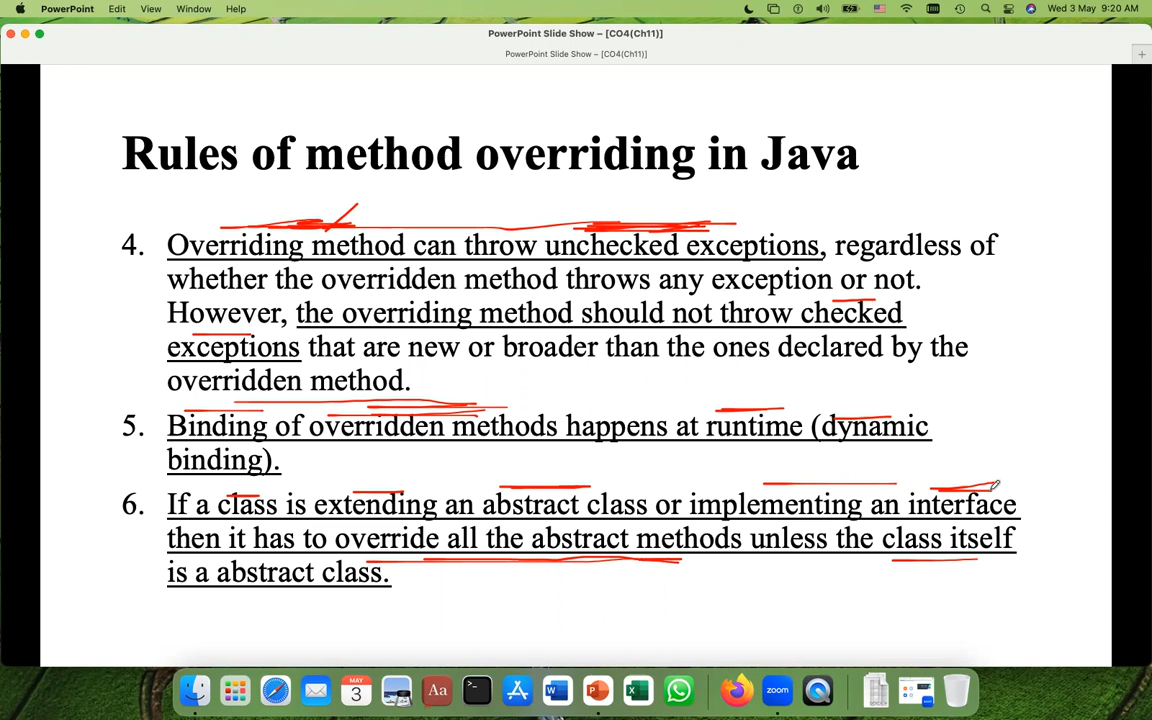 PowerPoint Edit View Window Help Wed 3 May 9:20 AM
PowerPoint Slide Show – [CO4(Ch11)]
PowerPoint Slide Show – [CO4(Ch11)]
Rules of method overriding in Java
4. Overriding method can throw unchecked exceptions, regardless of
whether the overridden method throws any exception or not.
However, the overriding method should not throw checked
exceptions that are new or broader than the ones declared by the
overridden method.
5. Binding of overridden methods happens at runtime (dynamic
binding).
6. If a class is extending an abstract class or implementing an interface
then it has to override all the abstract methods unless the class itself
is a abstract class.
MAY
3
Aa
W
P
X
zoom